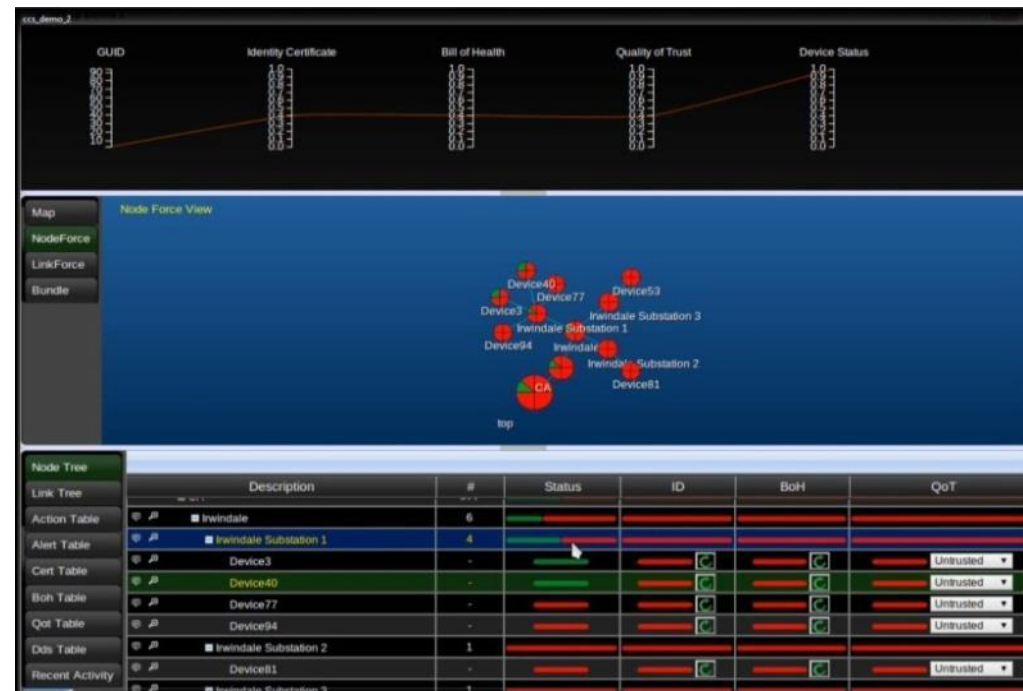 ccs_demo_2
GUID Identity Certificate Bill of Health Quality of Trust Device Status
Map Node Force View
NodeForce
LinkForce
Bundle
Device40
Device77
Device53
Device3
Irwindale Substation 3
Irwindale Substation 1
Device94
Irwindale
Irwindale Substation 2
Device81
CA
top
Node Tree
Link Tree
Action Table
Alert Table
Cert Table
Boh Table
Qot Table
Dds Table
Recent Activity
Description # Status ID BoH QoT
Irwindale 6
Irwindale Substation 1 4
Device3 - Untrusted
Device40 - Untrusted
Device77 - Untrusted
Device94 - Untrusted
Irwindale Substation 2 1
Device81 - Untrusted
Irwindale Substation 3 1